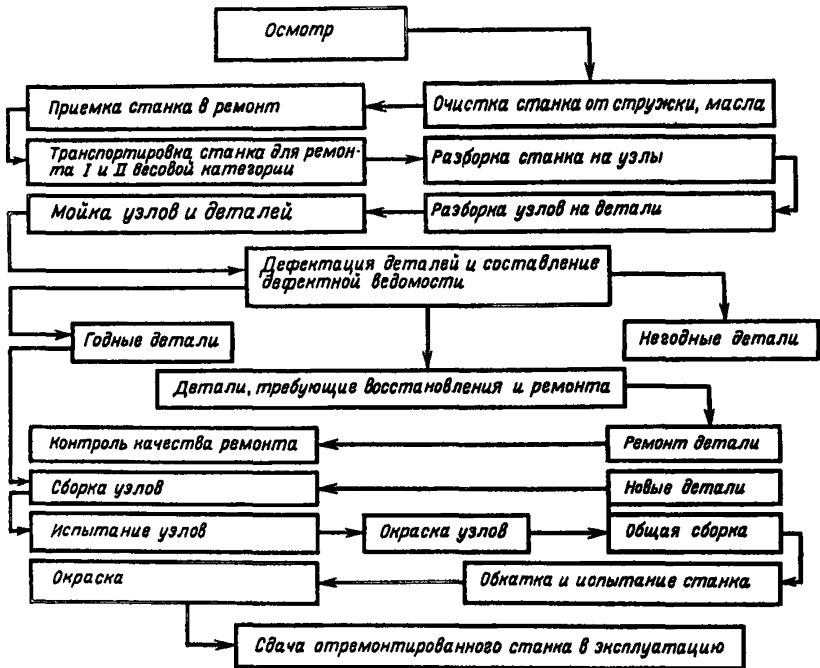 Осмотр
Очистка станка от стружки, масла
Приемка станка в ремонт
Транспортировка станка для ремон-
та I и II весовой категории
Разборка станка на узлы
Разборка узлов на детали
Мойка узлов и деталей
Дефектация деталей и составление
дефектной ведомости
Годные детали
Негодные детали
Детали, требующие восстановления и ремонта
Ремонт детали
Контроль качества ремонта
Новые детали
Сборка узлов
Испытание узлов
Окраска узлов
Общая сборка
Обкатка и испытание станка
Окраска
Сдача отремонтированного станка в эксплуатацию